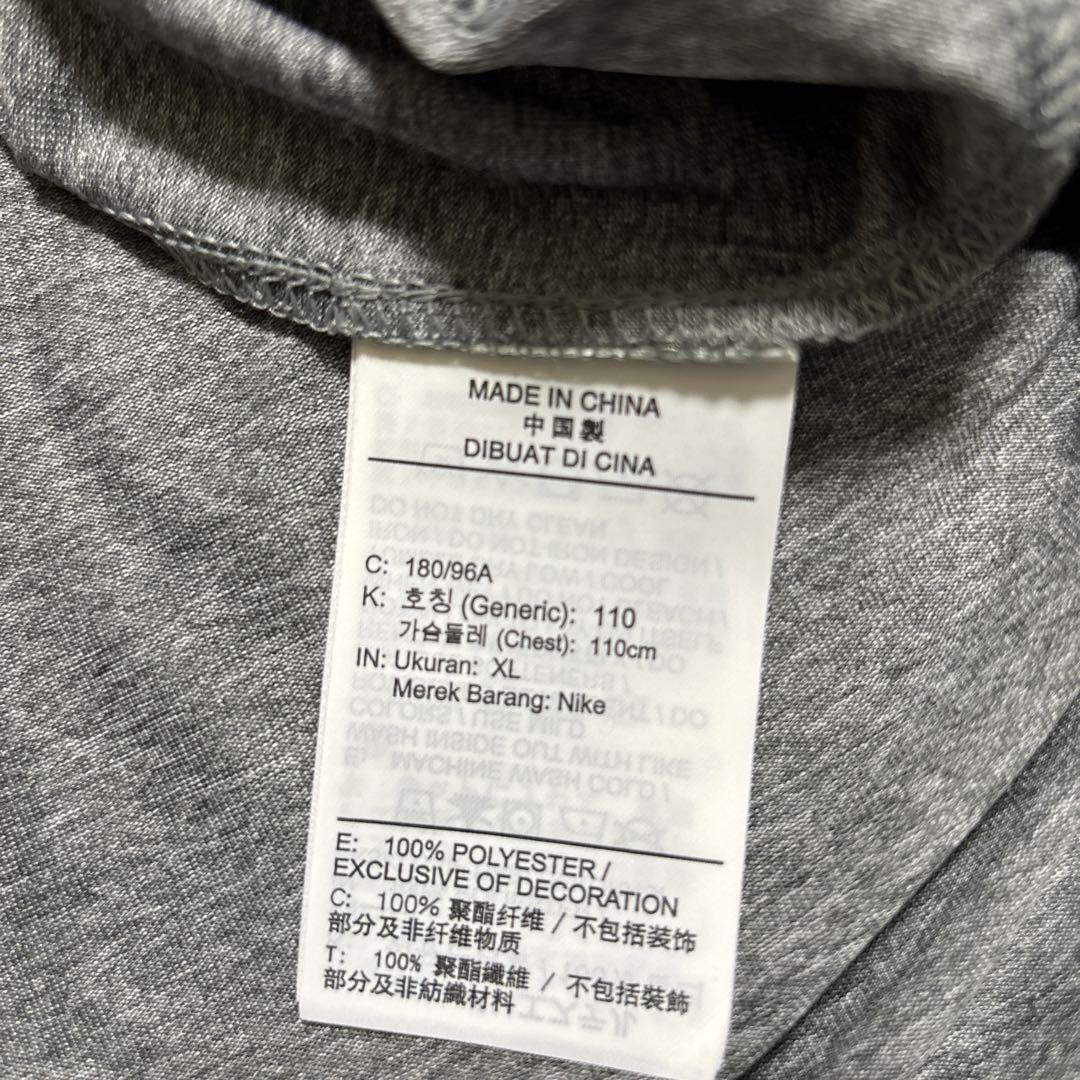 MADE IN CHINA
中国製
DIBUAT DI CINA
C: 180/96A
K: 호칭 (Generic): 110
가슴둘레 (Chest): 110cm
IN: Ukuran: XL
Merek Barang: Nike
E: 100% POLYESTER /
EXCLUSIVE OF DECORATION
C: 100% 聚酯纤维 / 不包括装饰
部分及非纤维物质
T: 100% 聚酯纖維 / 不包括裝飾
部分及非紡織材料